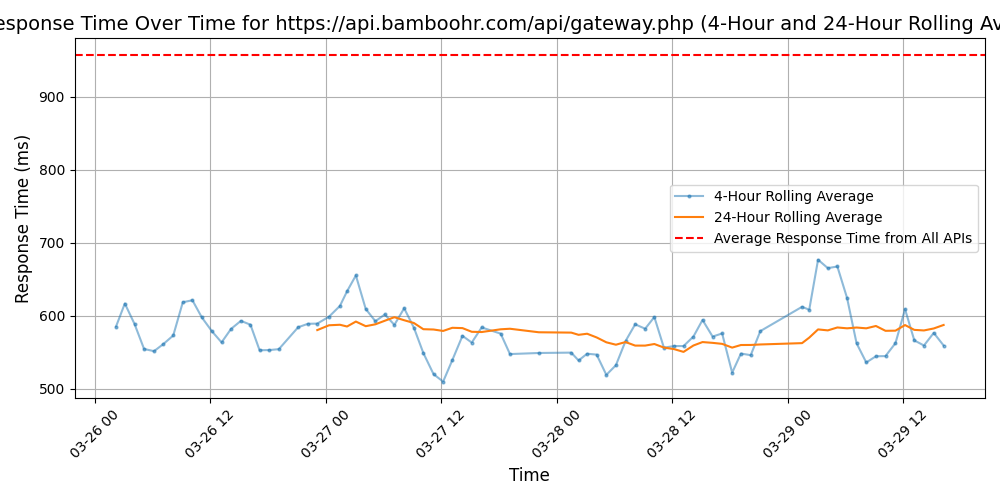 esponse Time Over Time for https://api.bamboohr.com/api/gateway.php (4-Hour and 24-Hour Rolling Av
Response Time (ms)
900
800
700
600
500
4-Hour Rolling Average
24-Hour Rolling Average
Average Response Time from All APIs
03-26 00
03-26 12
03-27 00
03-27 12
03-28 00
03-28 12
03-29 00
03-29 12
Time